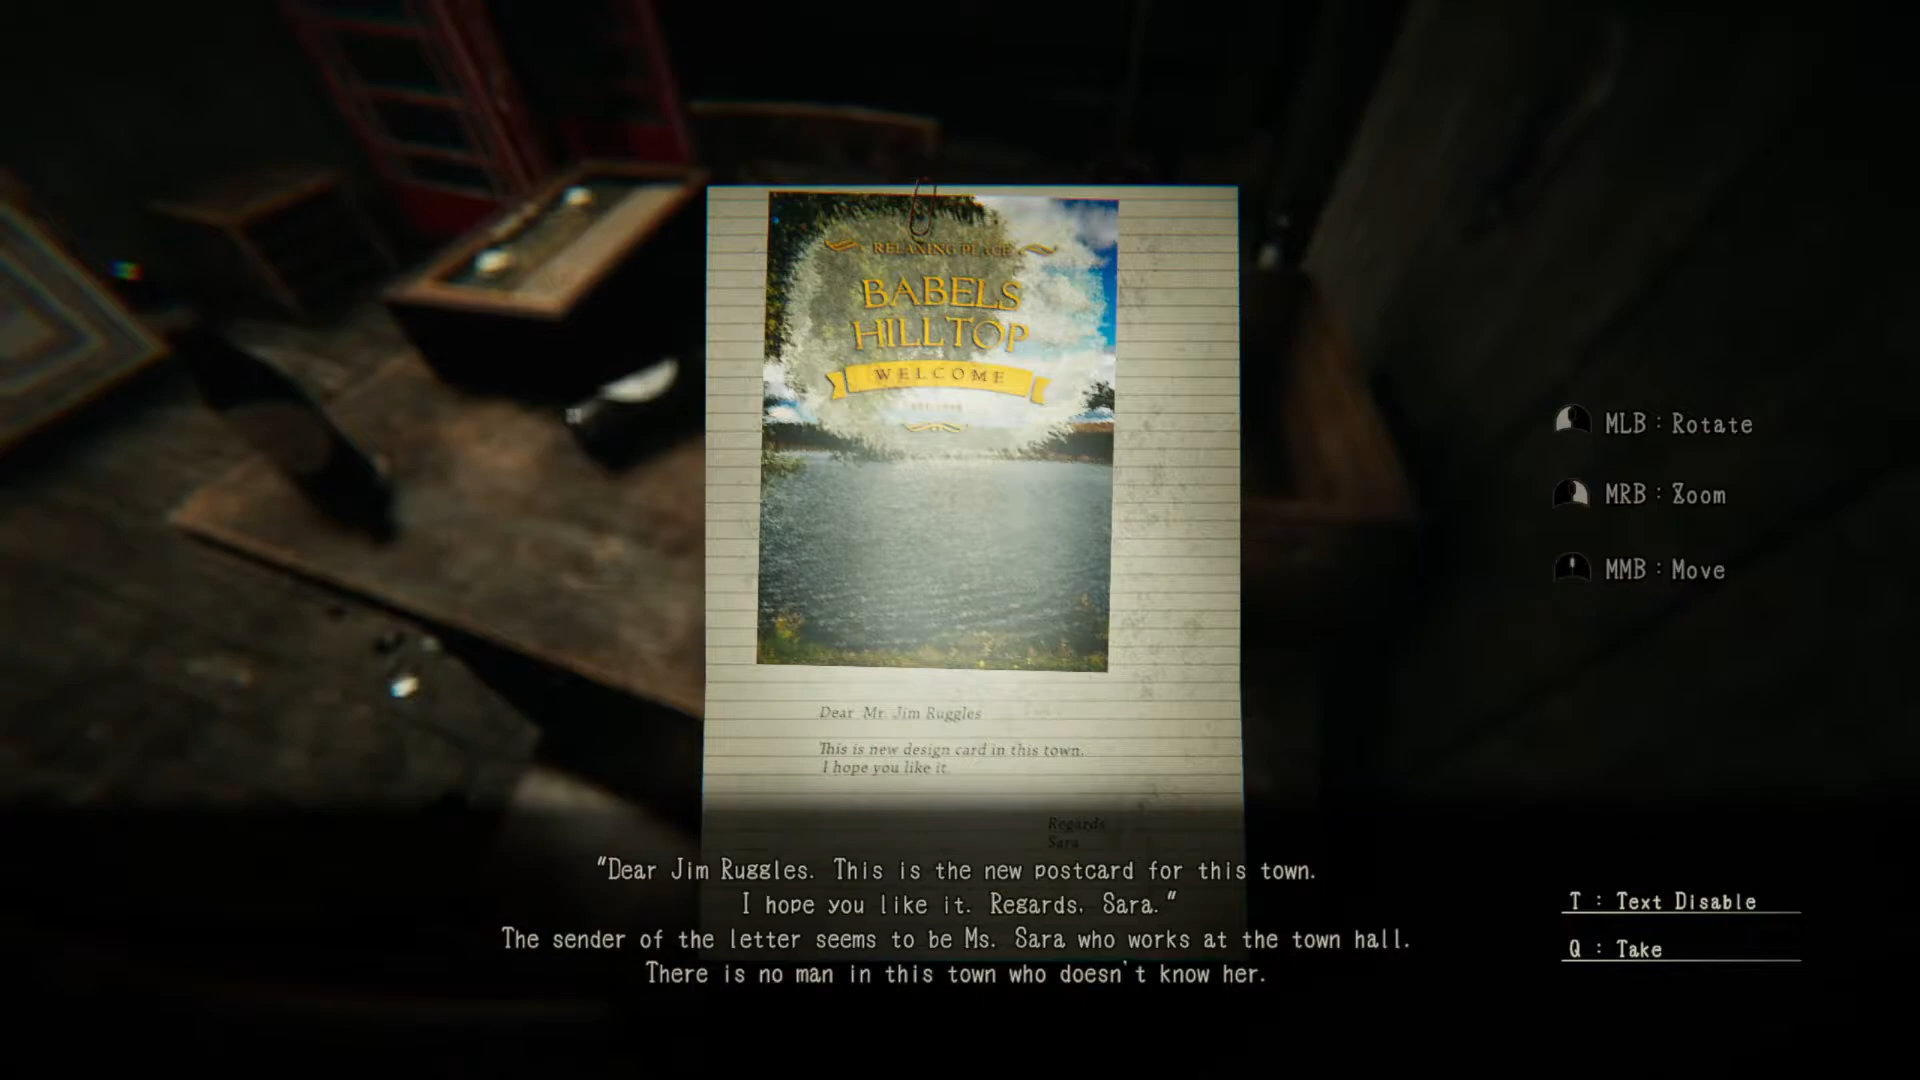 RELAXING PLACE
BABELS
HILLTOP
WELCOME
Dear Mr. Jim Ruggles
This is new design card in this town.
I hope you like it.
Regards
Sara
"Dear Jim Ruggles. This is the new postcard for this town.
I hope you like it. Regards, Sara."
The sender of the letter seems to be Ms. Sara who works at the town hall.
There is no man in this town who doesn't know her.
MLB : Rotate
MRB : Zoom
MMB : Move
T : Text Disable
Q : Take